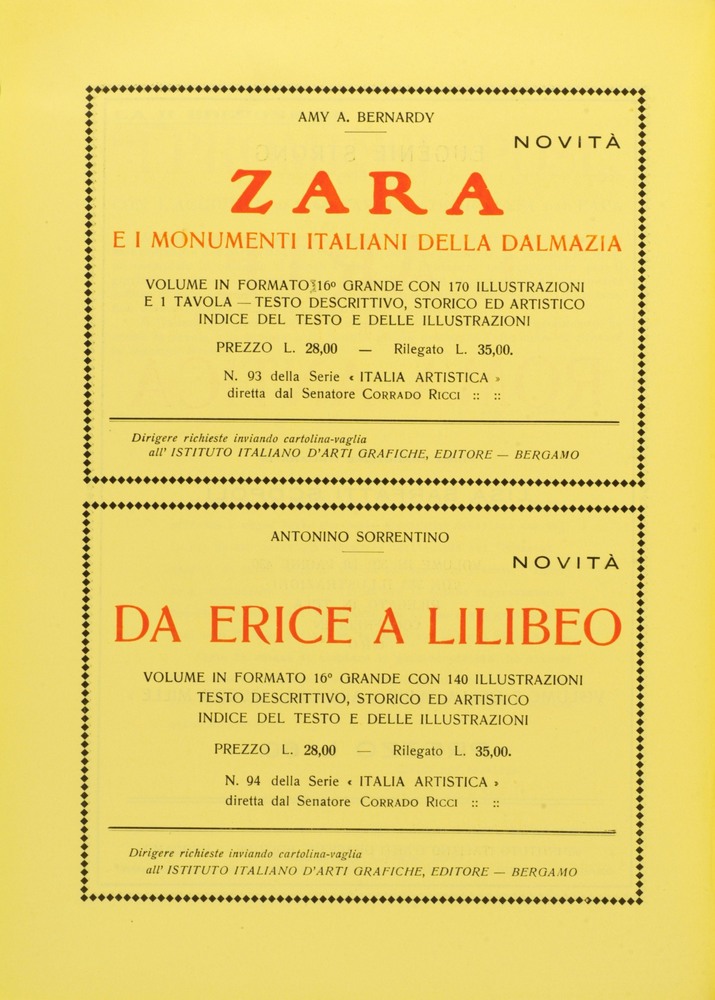 AMY A. BERNARDY
NOVITÀ
ZARA
E I MONUMENTI ITALIANI DELLA DALMAZIA
VOLUME IN FORMATO 16º GRANDE CON 170 ILLUSTRAZIONI
E 1 TAVOLA — TESTO DESCRITTIVO, STORICO ED ARTISTICO
INDICE DEL TESTO E DELLE ILLUSTRAZIONI
PREZZO L. 28,00 — Rilegato L. 35,00.
N. 93 della Serie « ITALIA ARTISTICA »
diretta dal Senatore CORRADO RICCI :: ::
Dirigere richieste inviando cartolina-vaglia
all' ISTITUTO ITALIANO D'ARTI GRAFICHE, EDITORE — BERGAMO
ANTONINO SORRENTINO
NOVITÀ
DA ERICE A LILIBEO
VOLUME IN FORMATO 16º GRANDE CON 140 ILLUSTRAZIONI
TESTO DESCRITTIVO, STORICO ED ARTISTICO
INDICE DEL TESTO E DELLE ILLUSTRAZIONI
PREZZO L. 28,00 — Rilegato L. 35,00.
N. 94 della Serie « ITALIA ARTISTICA »
diretta dal Senatore CORRADO RICCI :: ::
Dirigere richieste inviando cartolina-vaglia
all' ISTITUTO ITALIANO D'ARTI GRAFICHE, EDITORE — BERGAMO